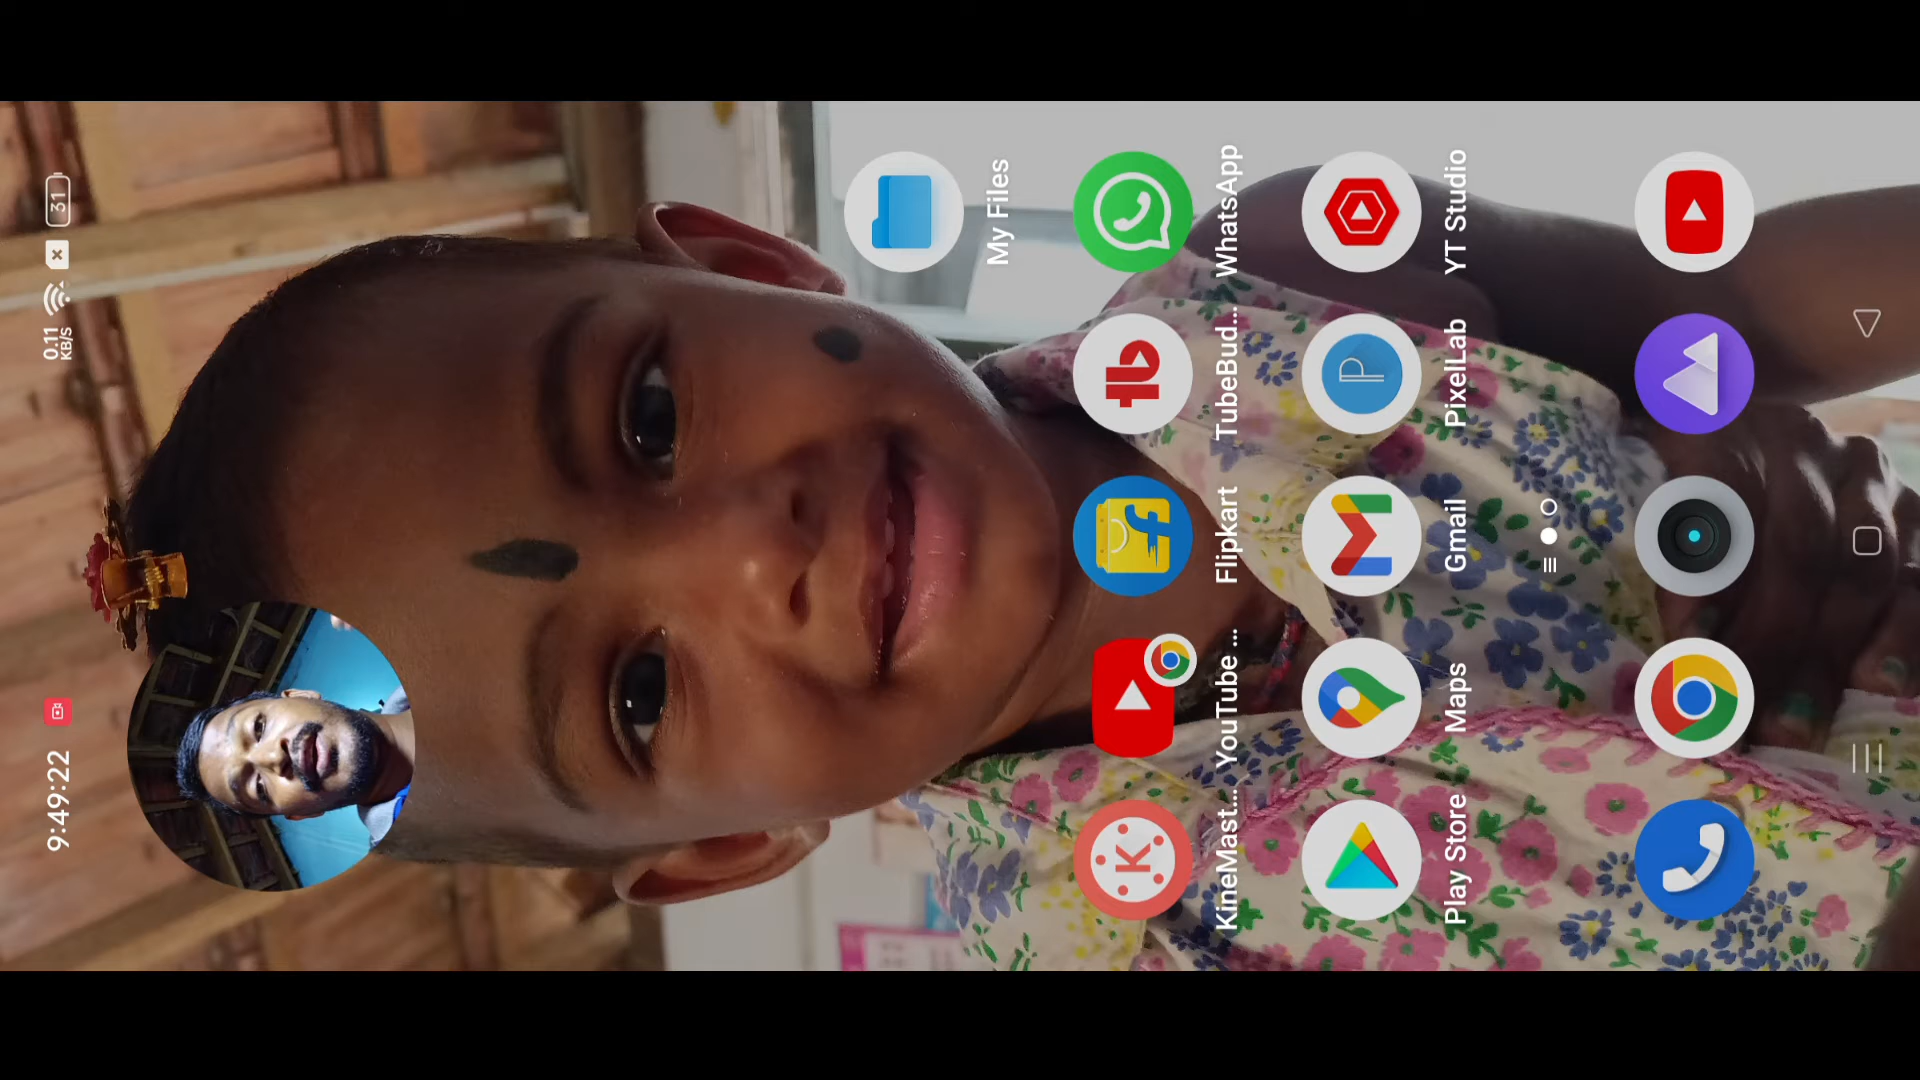 9:49:22
0.11
KB/S
31
My Files
KineMast...
YouTube ...
Flipkart
TubeBud...
WhatsApp
Play Store
Maps
Gmail
PixelLab
YT Studio